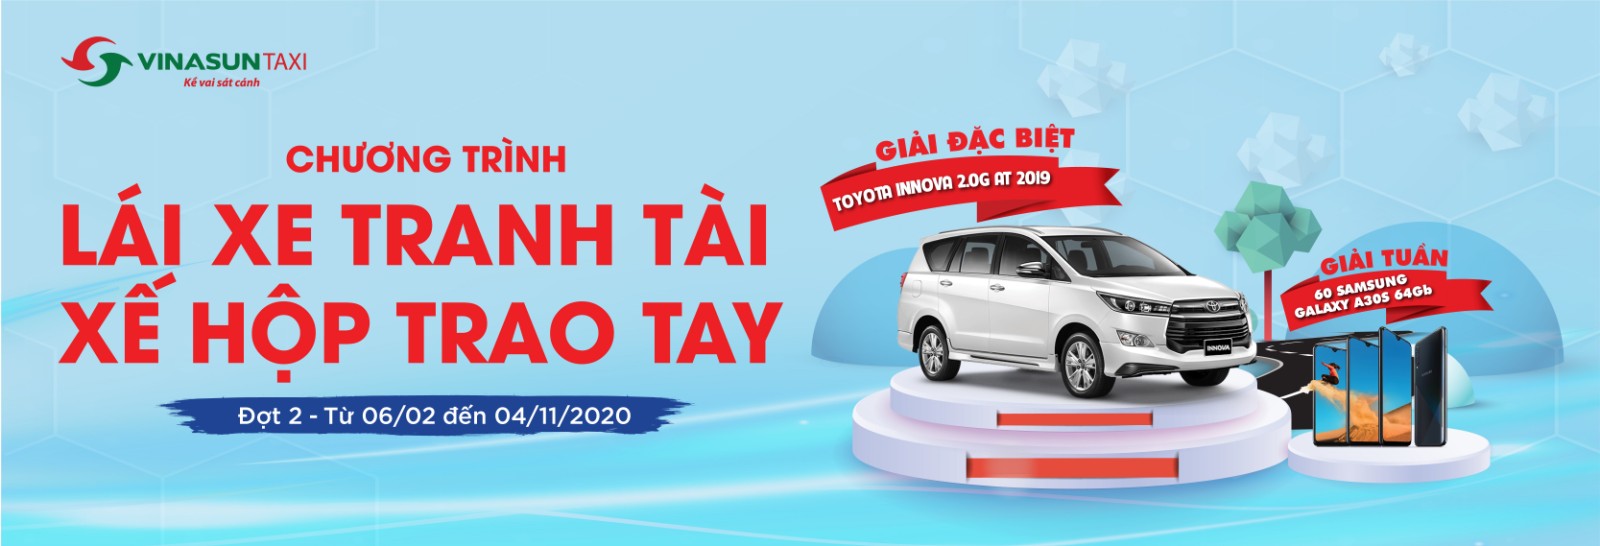 VINASUNTAXI
Kề vai sát cánh
CHƯƠNG TRÌNH
LÁI XE TRANH TÀI
XẾ HỘP TRAO TAY
Đợt 2 - Từ 06/02 đến 04/11/2020
GIẢI ĐẶC BIỆT
TOYOTA INNOVA 2.0G AT 2019
INNOVA
GIẢI TUẦN
60 SAMSUNG
GALAXY A30S 64Gb